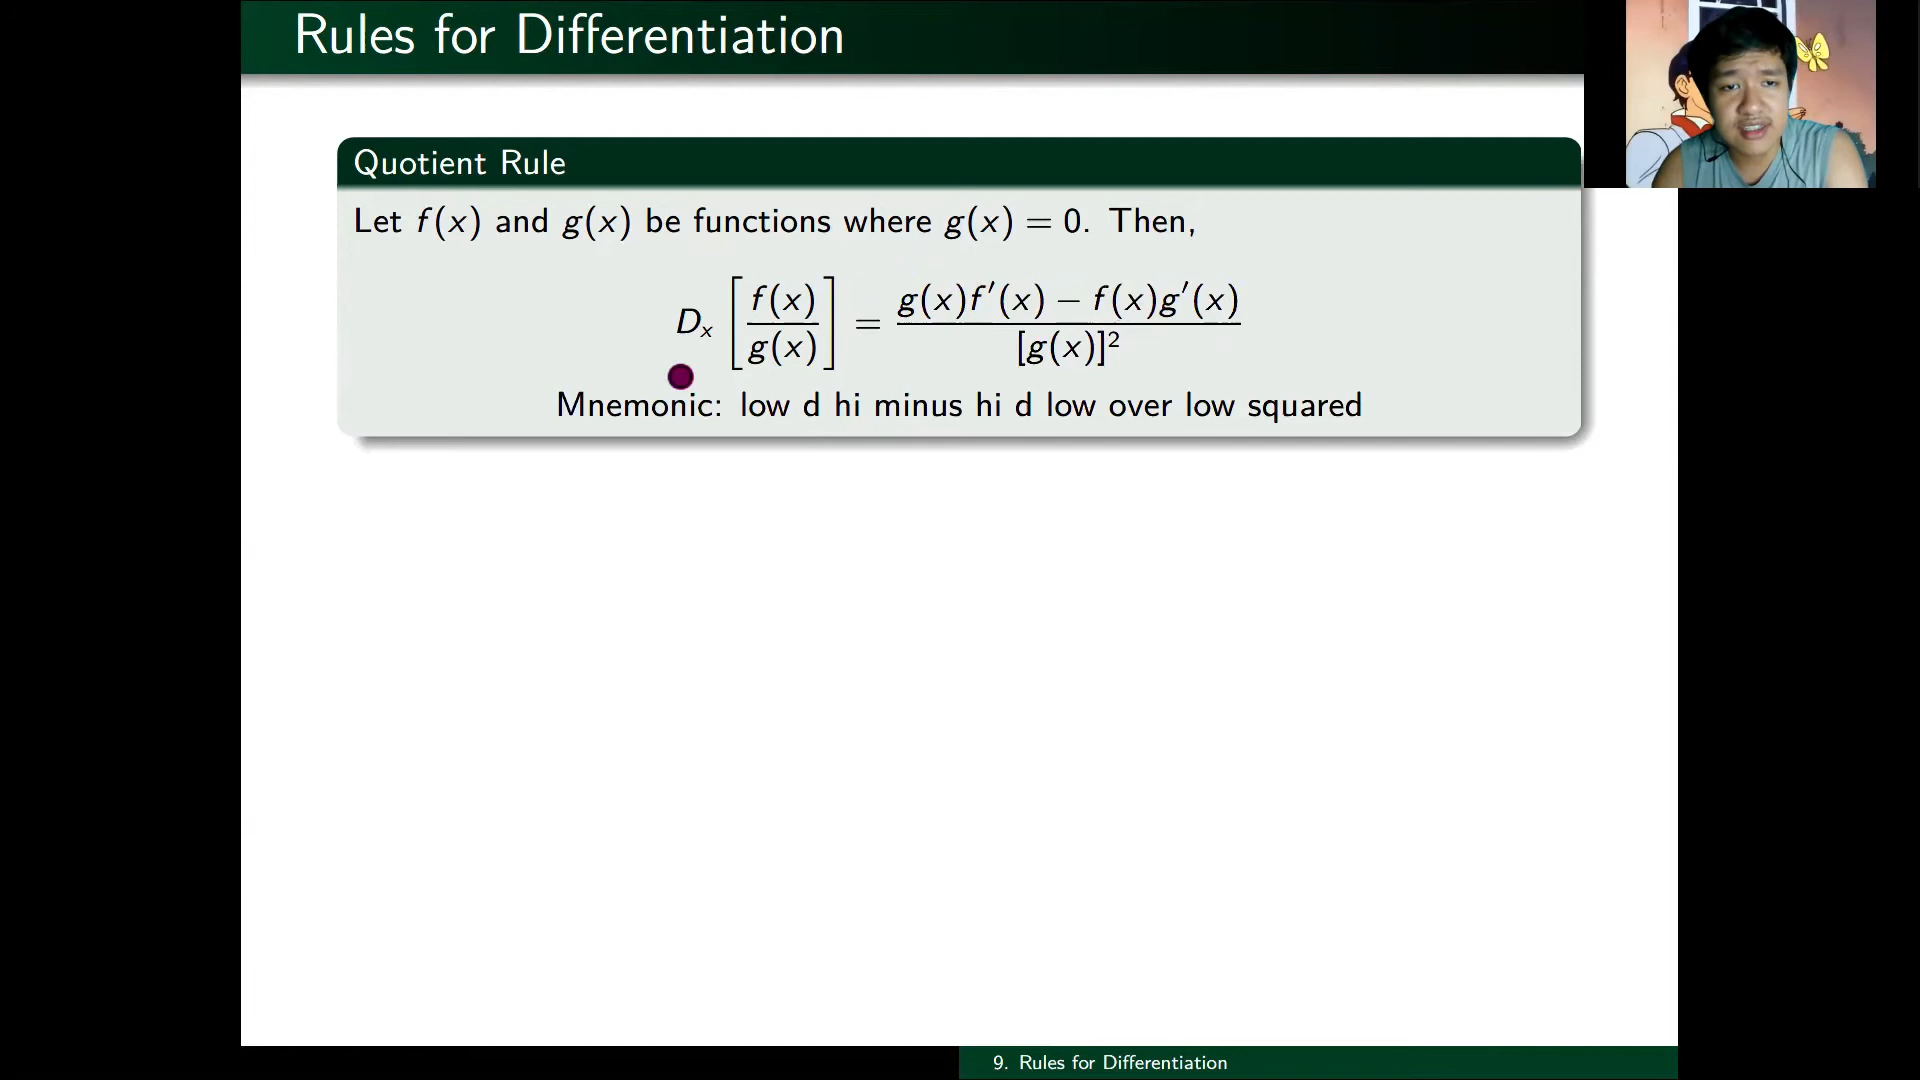 Rules for Differentiation
Quotient Rule
Let f(x) and g(x) be functions where g(x) = 0. Then,
D_x [f(x)/g(x)] = (g(x)f′(x) − f(x)g′(x))/[g(x)]²
Mnemonic: low d hi minus hi d low over low squared
9. Rules for Differentiation